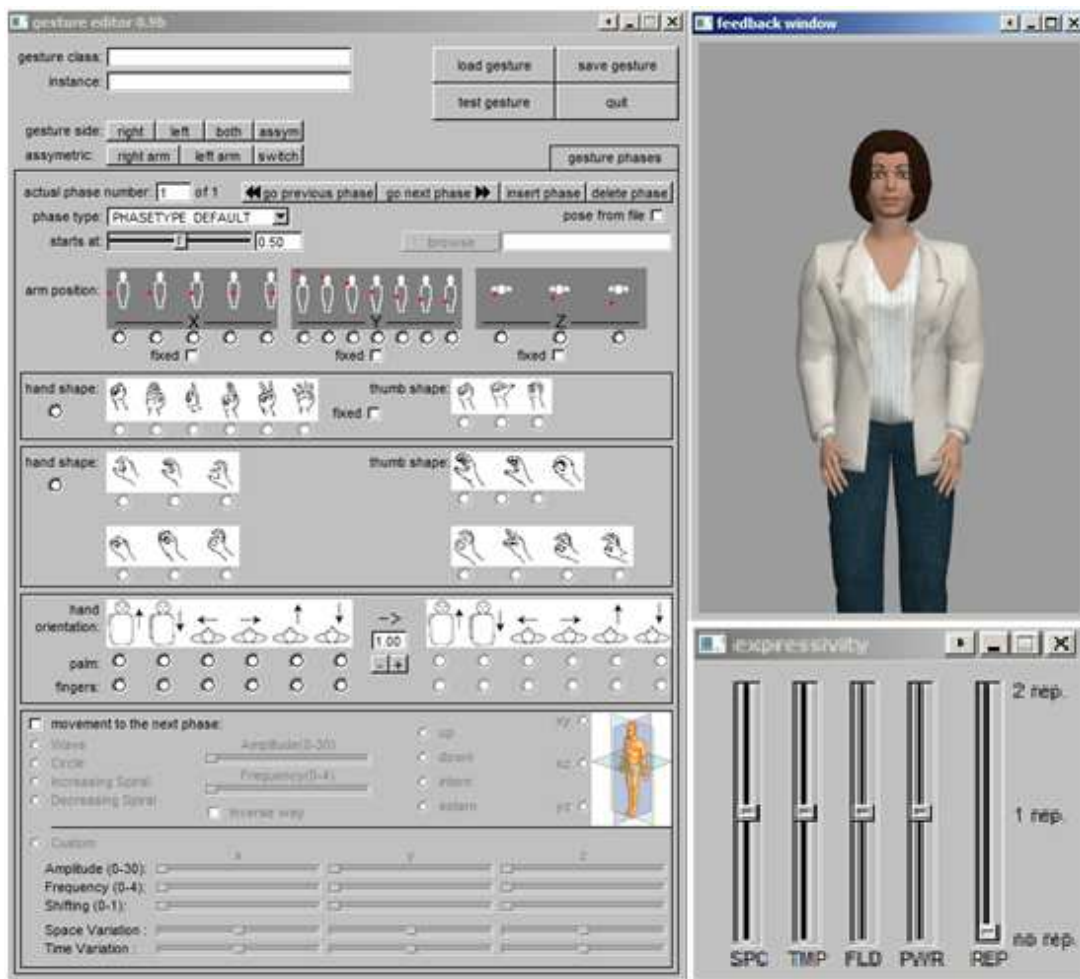 gesture editor 0.9b
gesture class:
instance:
load gesture save gesture
test gesture quit
gesture side: right left both assym
assymetric: right arm left arm switch
gesture phases
actual phase number: 1 of 1 go previous phase go next phase insert phase delete phase
phase type: PHASETYPE DEFAULT pose from file
starts at: 0.50 browse
arm position: X Y Z
fixed fixed fixed
hand shape: thumb shape:
fixed
hand shape: thumb shape:
hand orientation: -->
1.00
palm: - +
fingers:
movement to the next phase:
Wave
Circle
Increasing Spiral
Decreasing Spiral
Amplitude(0-30)
Frequency(0-4)
Inverse way
up
down
intern
extern
xy
xz
yz
Custom
x y z
Amplitude (0-30):
Frequency (0-4):
Shifting (0-1):
Space Variation :
Time Variation :
feedback window
expressivity
2 rep.
1 rep.
no rep.
SPC TMP FLD PWR REP